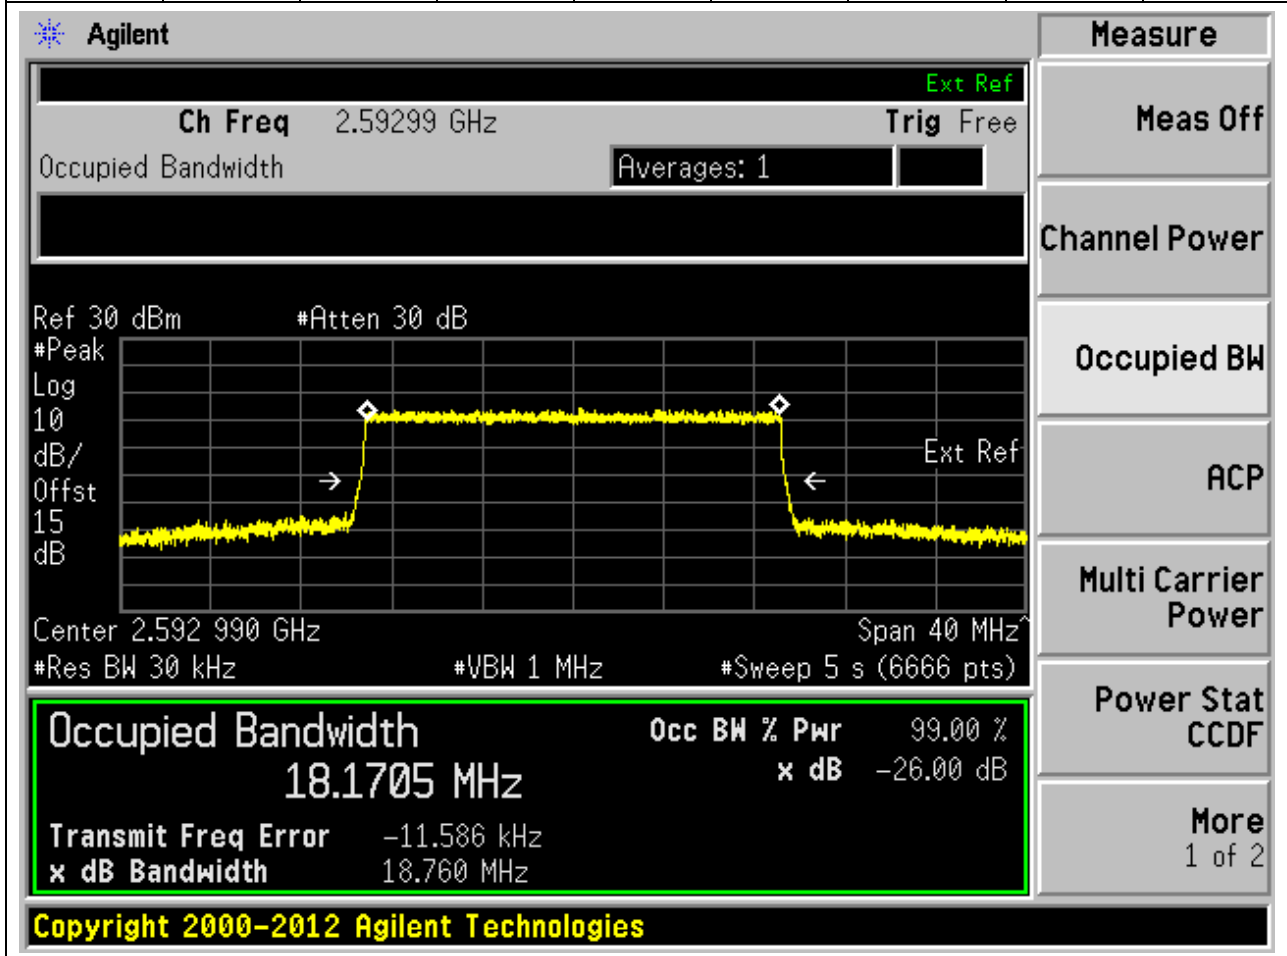 Agilent
Measure
Ext Ref
Ch Freq 2.59299 GHz Trig Free
Meas Off
Occupied Bandwidth Averages: 1
Channel Power
Ref 30 dBm #Atten 30 dB
#Peak
Log
10
dB/
Offst
15
dB
Ext Ref
Occupied BW
ACP
Center 2.592 990 GHz Span 40 MHz^
#Res BW 30 kHz #VBW 1 MHz #Sweep 5 s (6666 pts)
Multi Carrier
Power
Occupied Bandwidth Occ BW % Pwr 99.00 %
18.1705 MHz x dB -26.00 dB
Power Stat
CCDF
Transmit Freq Error -11.586 kHz
x dB Bandwidth 18.760 MHz
More
1 of 2
Copyright 2000-2012 Agilent Technologies